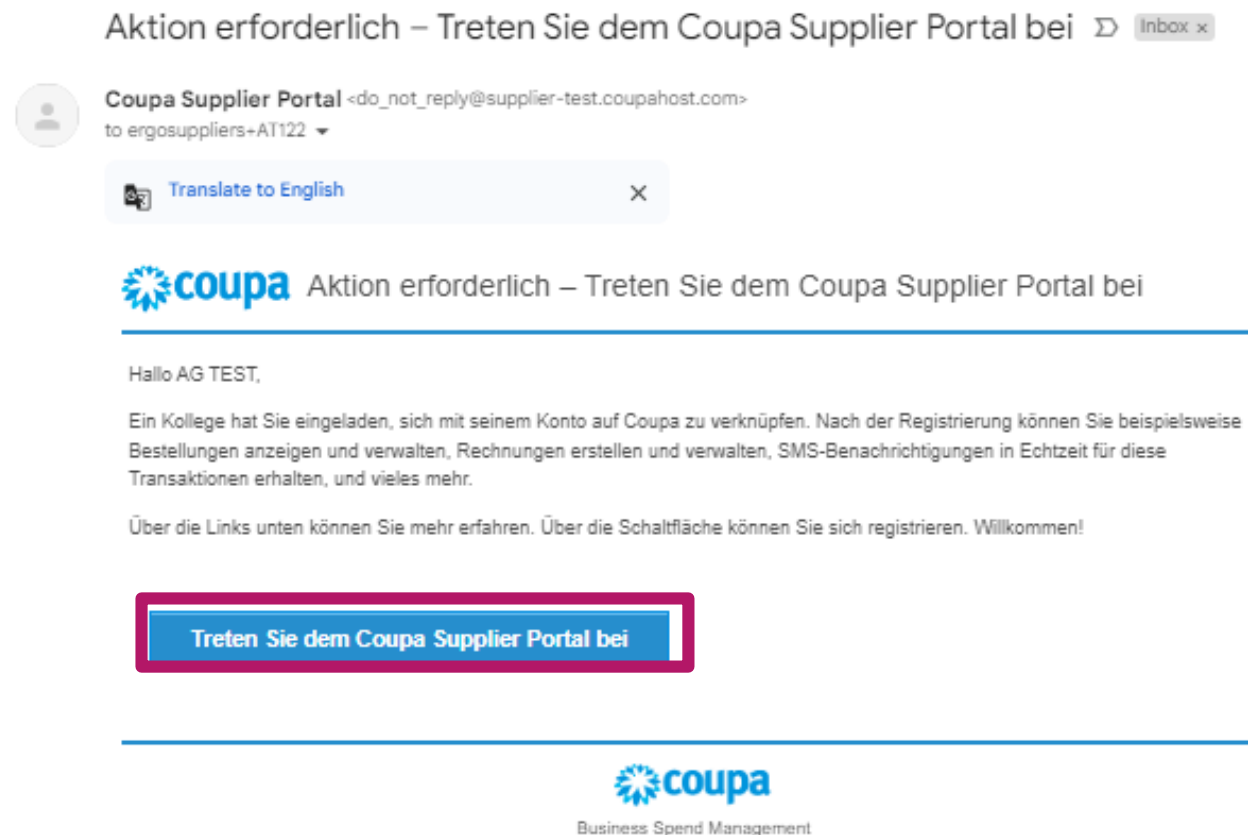 Aktion erforderlich – Treten Sie dem Coupa Supplier Portal bei Inbox x
Coupa Supplier Portal <do_not_reply@supplier-test.coupahost.com>
to ergosuppliers+AT122
Translate to English
coupa Aktion erforderlich – Treten Sie dem Coupa Supplier Portal bei
Hallo AG TEST,
Ein Kollege hat Sie eingeladen, sich mit seinem Konto auf Coupa zu verknüpfen. Nach der Registrierung können Sie beispielsweise
Bestellungen anzeigen und verwalten, Rechnungen erstellen und verwalten, SMS-Benachrichtigungen in Echtzeit für diese
Transaktionen erhalten, und vieles mehr.
Über die Links unten können Sie mehr erfahren. Über die Schaltfläche können Sie sich registrieren. Willkommen!
Treten Sie dem Coupa Supplier Portal bei
coupa
Business Spend Management